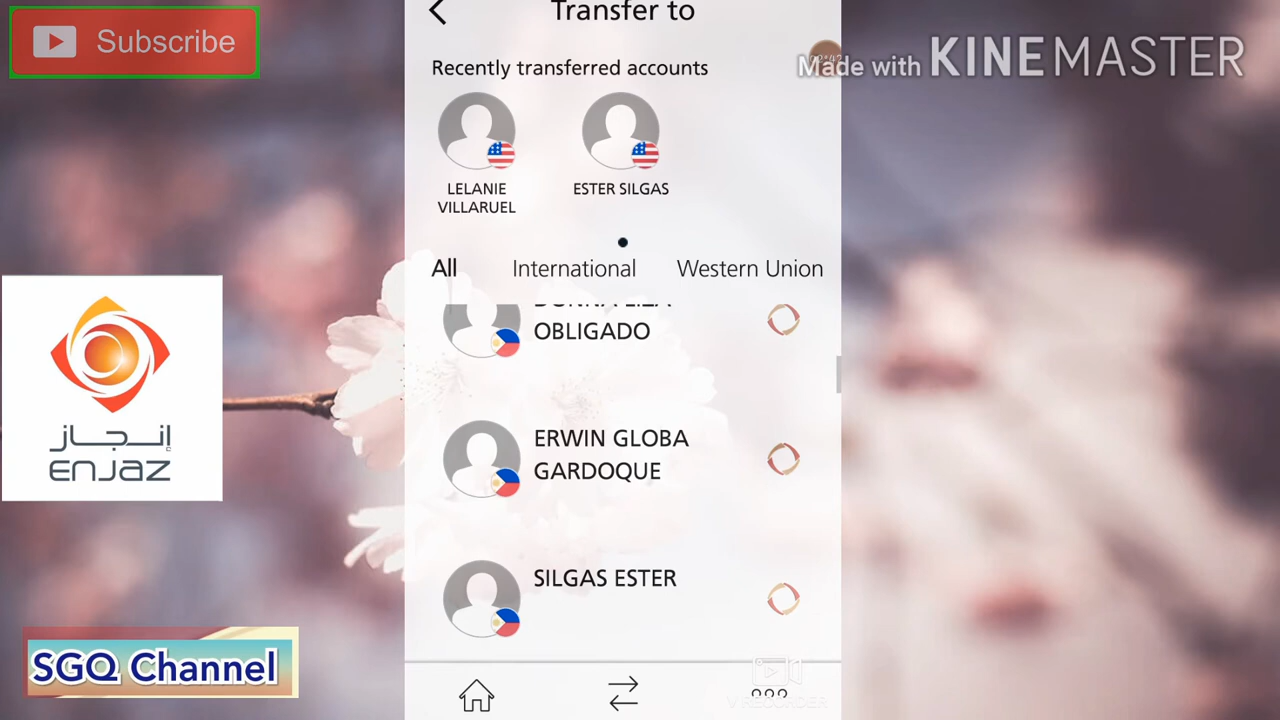 Subscribe
Transfer to
Made with KINEMASTER
Recently transferred accounts
LELANIE
VILLARUEL
ESTER SILGAS
All
International
Western Union
OBLIGADO
ERWIN GLOBA
GARDOQUE
إنجاز
ENJAZ
SILGAS ESTER
SGQ Channel
V RECORDER